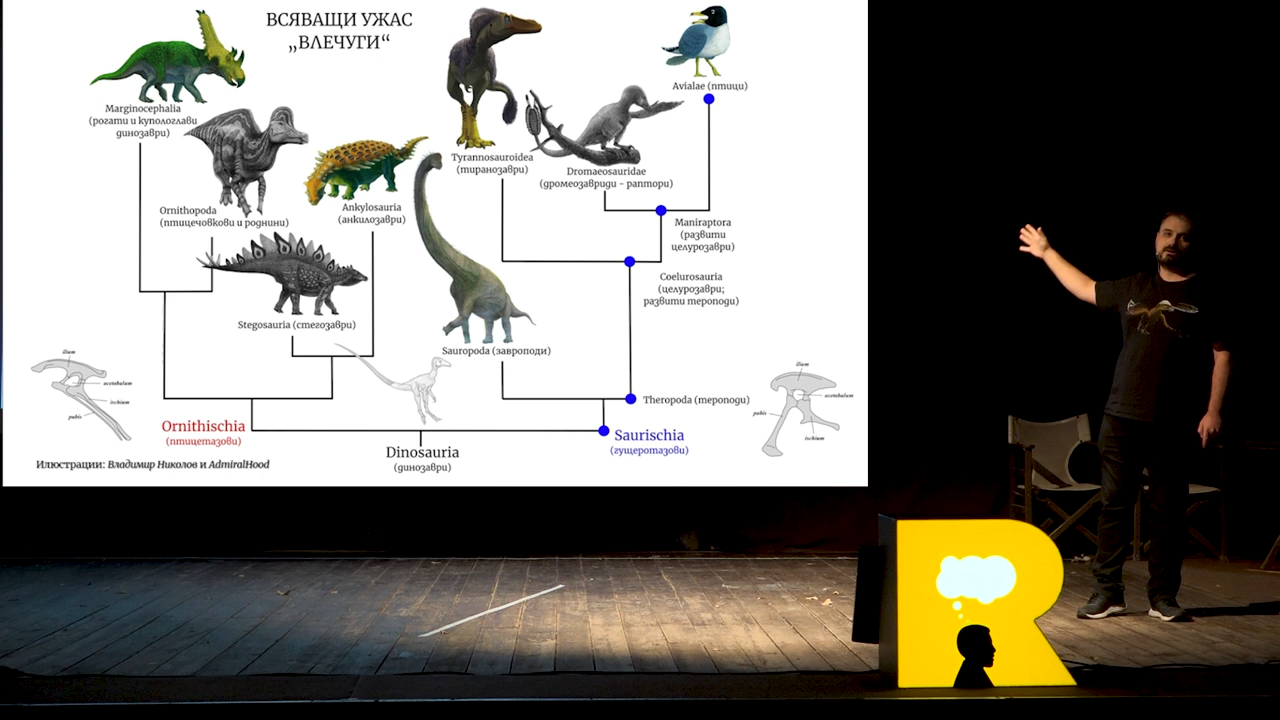 ВСЯВАЩИ УЖАС
„ВЛЕЧУГИ“
Marginocephalia
(рогати и купологлави
динозаври)
Ornithopoda
(птицечовкови и роднини)
Ankylosauria
(анкилозаври)
Stegosauria (стегозаври)
Tyrannosauroidea
(тиранозаври)
Dromaeosauridae
(дромеозавриди - раптори)
Avialae (птици)
Maniraptora
(развити
целурозаври)
Coelurosauria
(целурозаври;
развити тероподи)
Sauropoda (завроподи)
Theropoda (тероподи)
ilium
acetabulum
ischium
pubis
ilium
acetabulum
pubis
ischium
Ornithischia
(птицетазови)
Saurischia
(гущеротазови)
Dinosauria
(динозаври)
Илюстрации: Владимир Николов и AdmiralHood
R